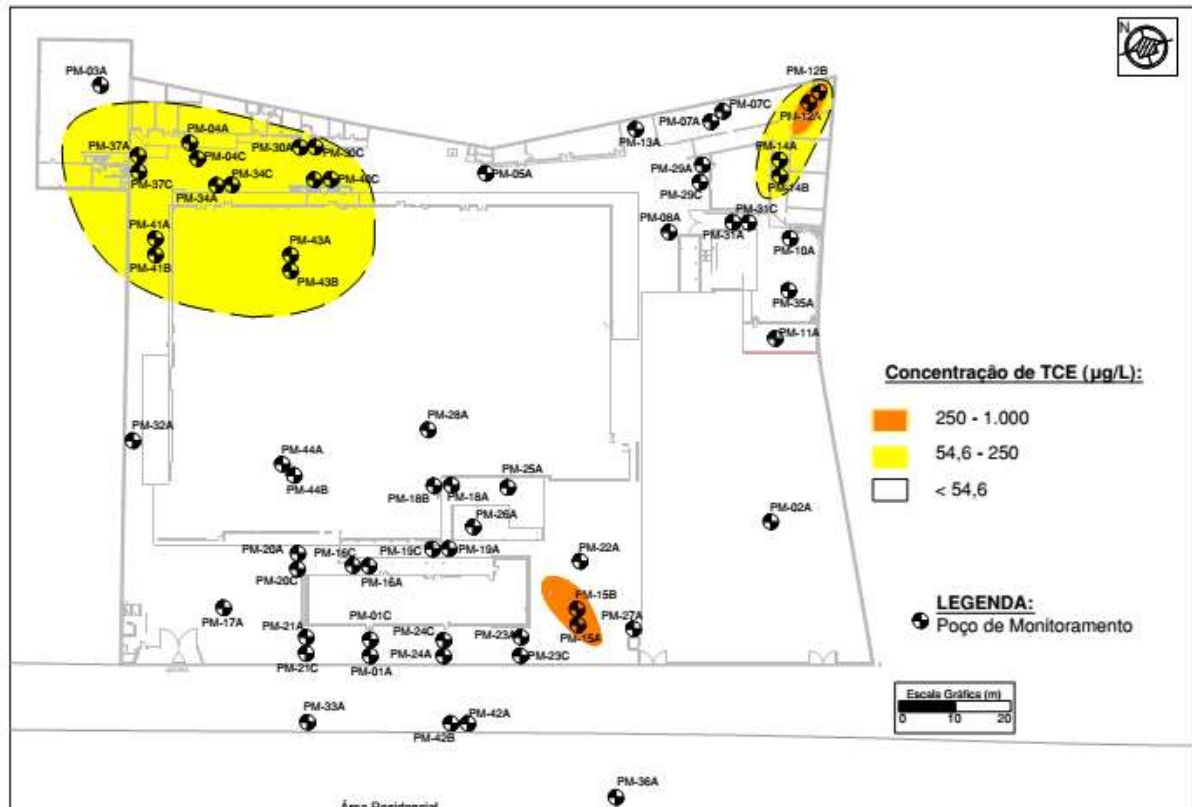 N
PM-03A
PM-12B
PM-07C
PM-12A
PM-07A
PM-04A
PM-13A
PM-37A
PM-30A
PM-30C
PM-04C
PM-14A
PM-29A
PM-05A
PM-37C
PM-34C
PM-40C
PM-29C
PM-14B
PM-34A
PM-31C
PM-08A
PM-41A
PM-31A
PM-43A
PM-10A
PM-41B
PM-43B
PM-35A
PM-11A
Concentração de TCE (µg/L):
250 - 1.000
54,6 - 250
< 54,6
PM-28A
PM-32A
PM-44A
PM-25A
PM-44B
PM-18B
PM-18A
PM-26A
PM-02A
PM-20A
PM-16C
PM-19C
PM-19A
PM-22A
PM-20C
PM-16A
PM-15B
LEGENDA:
Poço de Monitoramento
PM-17A
PM-01C
PM-27A
PM-21A
PM-24C
PM-23A
PM-15A
PM-21C
PM-01A
PM-24A
PM-23C
Escala Gráfica (m)
0 10 20
PM-33A
PM-42A
PM-42B
PM-36A
Área Residencial